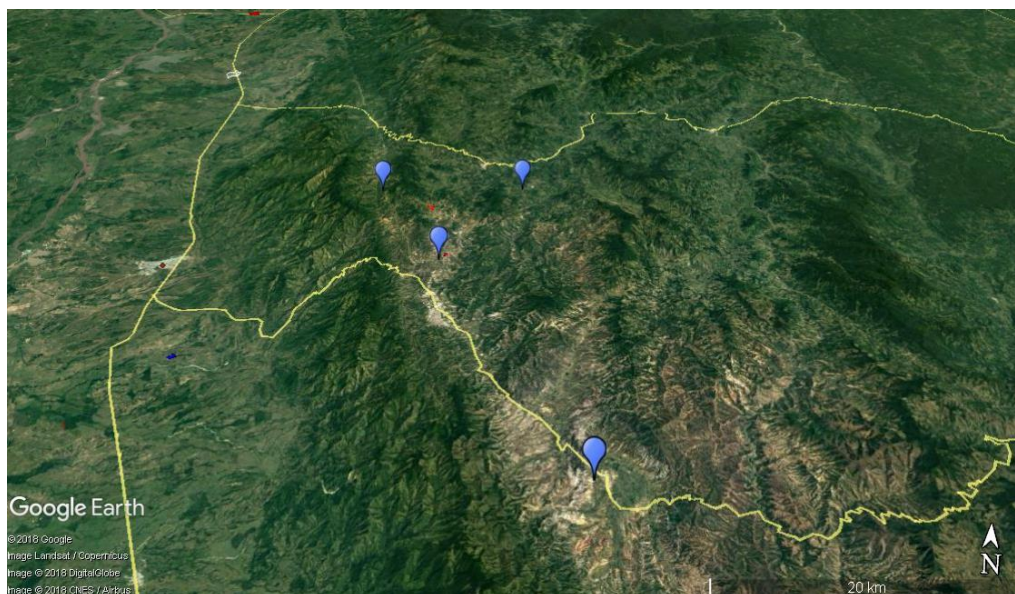 Google Earth
©2018 Google
Image Landsat / Copernicus
Image © 2018 DigitalGlobe
Image © 2018 CNES / Airbus
N
20 km